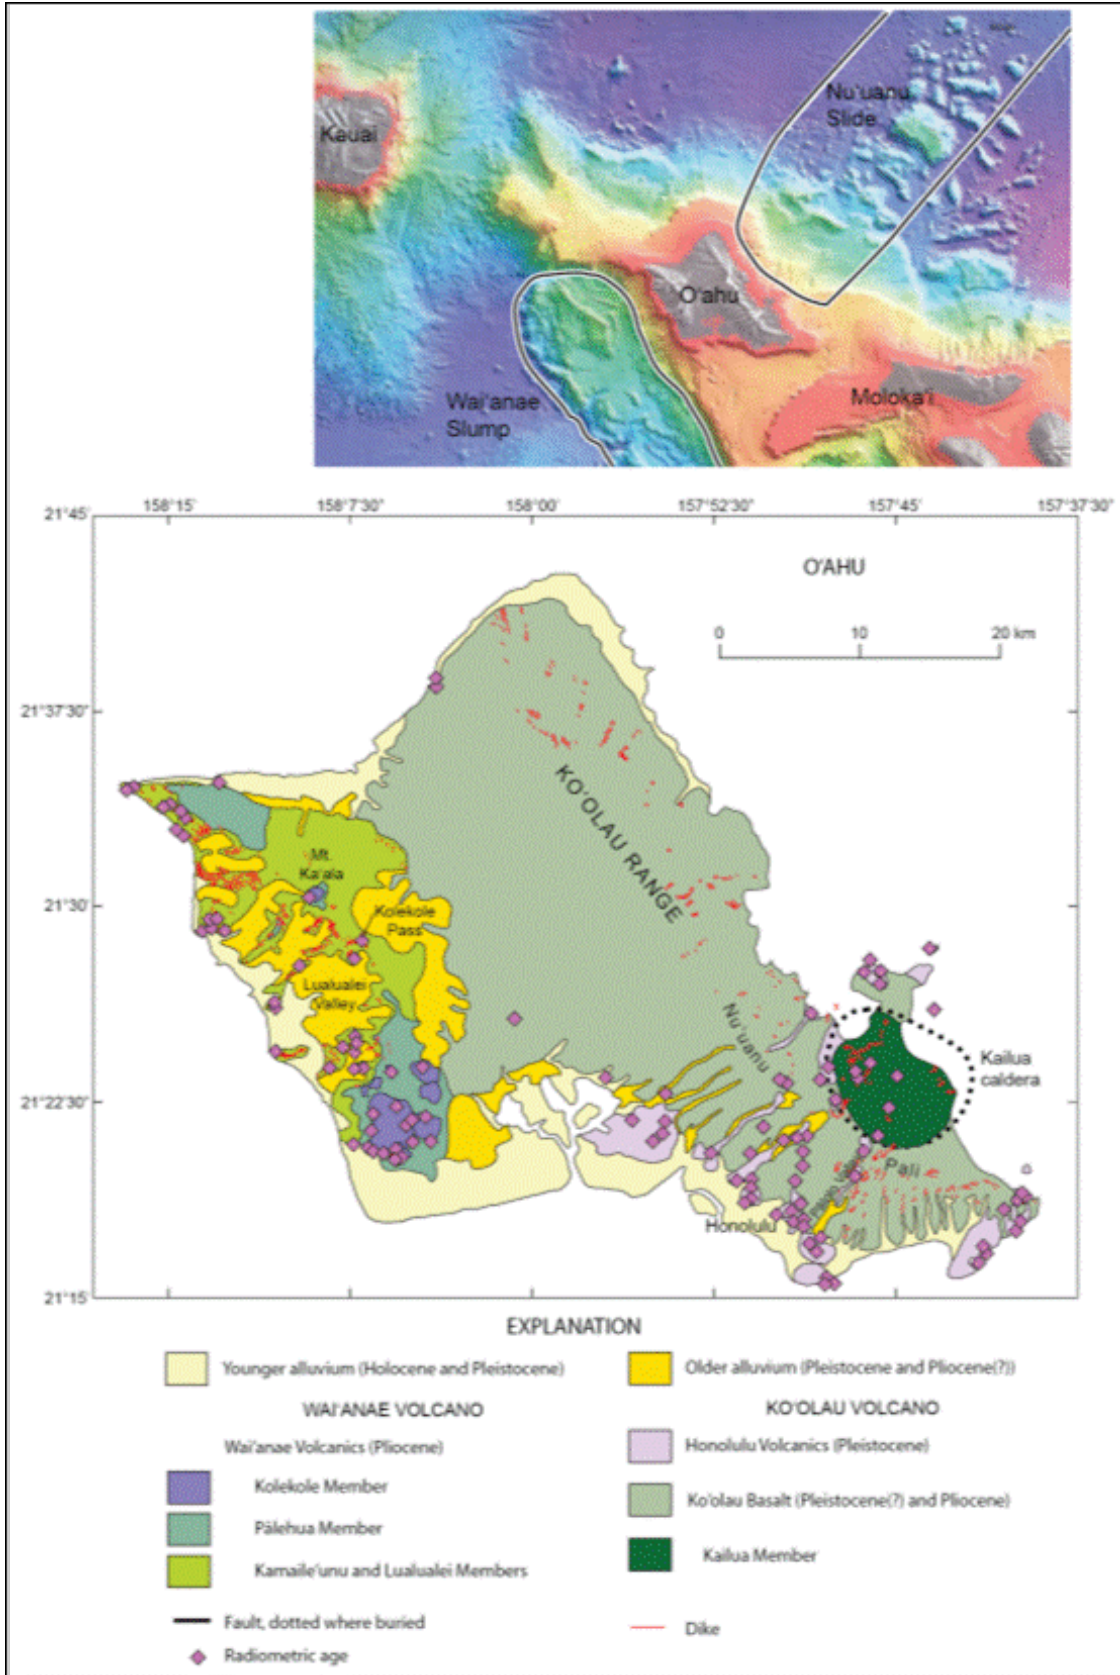 Kauai
Nu'uanu
Slide
O'ahu
Wai'anae
Slump
Moloka'i
158°15'
158°7'30"
158°00'
157°52'30"
157°45'
157°37'30"
21°45'
O'AHU
0 10 20 km
21°37'30"
KO'OLAU RANGE
Mt.
Ka'ala
21°30'
Kolekole
Pass
Lualualei
Valley
Nu'uanu
Kailua
caldera
21°22'30"
Pali
Honolulu
21°15'
EXPLANATION
Younger alluvium (Holocene and Pleistocene)
Older alluvium (Pleistocene and Pliocene(?))
WAI'ANAE VOLCANO
Wai'anae Volcanics (Pliocene)
Kolekole Member
Pālehua Member
Kamaile'unu and Lualualei Members
KO'OLAU VOLCANO
Honolulu Volcanics (Pleistocene)
Ko'olau Basalt (Pleistocene(?) and Pliocene)
Kailua Member
Fault, dotted where buried
Radiometric age
Dike